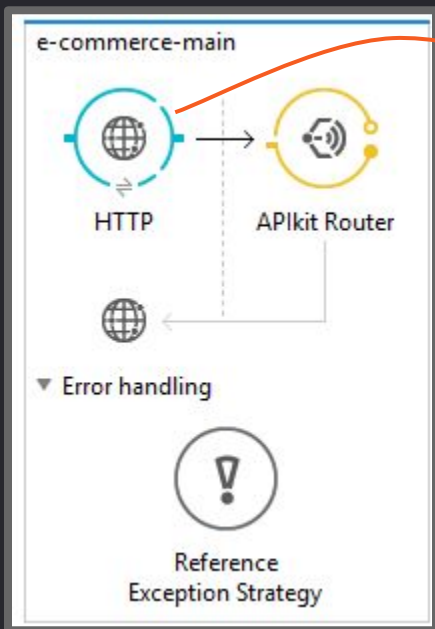 e-commerce-main
HTTP
APIkit Router
Error handling
Reference
Exception Strategy